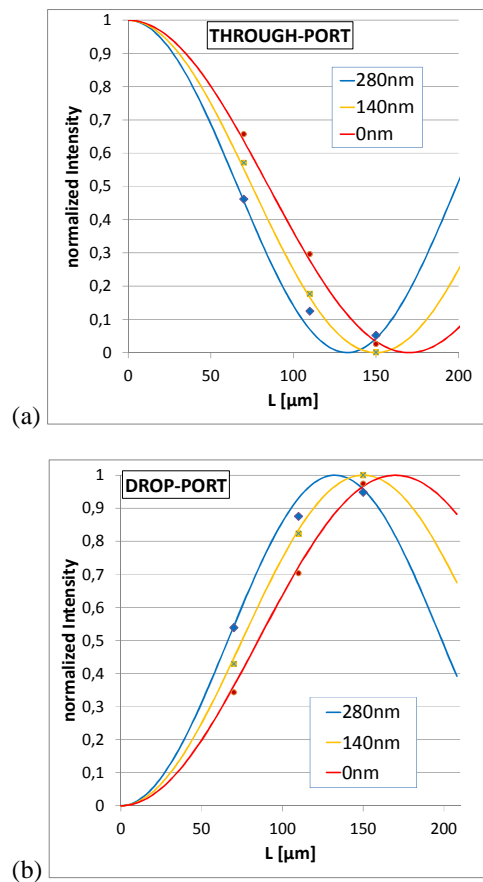 THROUGH-PORT
1
0,9
0,8
0,7
0,6
0,5
0,4
0,3
0,2
0,1
0
normalized Intensity
280nm
140nm
0nm
0 50 100 150 200
L [µm]
(a)
DROP-PORT
1
0,9
0,8
0,7
0,6
0,5
0,4
0,3
0,2
0,1
0
normalized Intensity
280nm
140nm
0nm
0 50 100 150 200
L [µm]
(b)